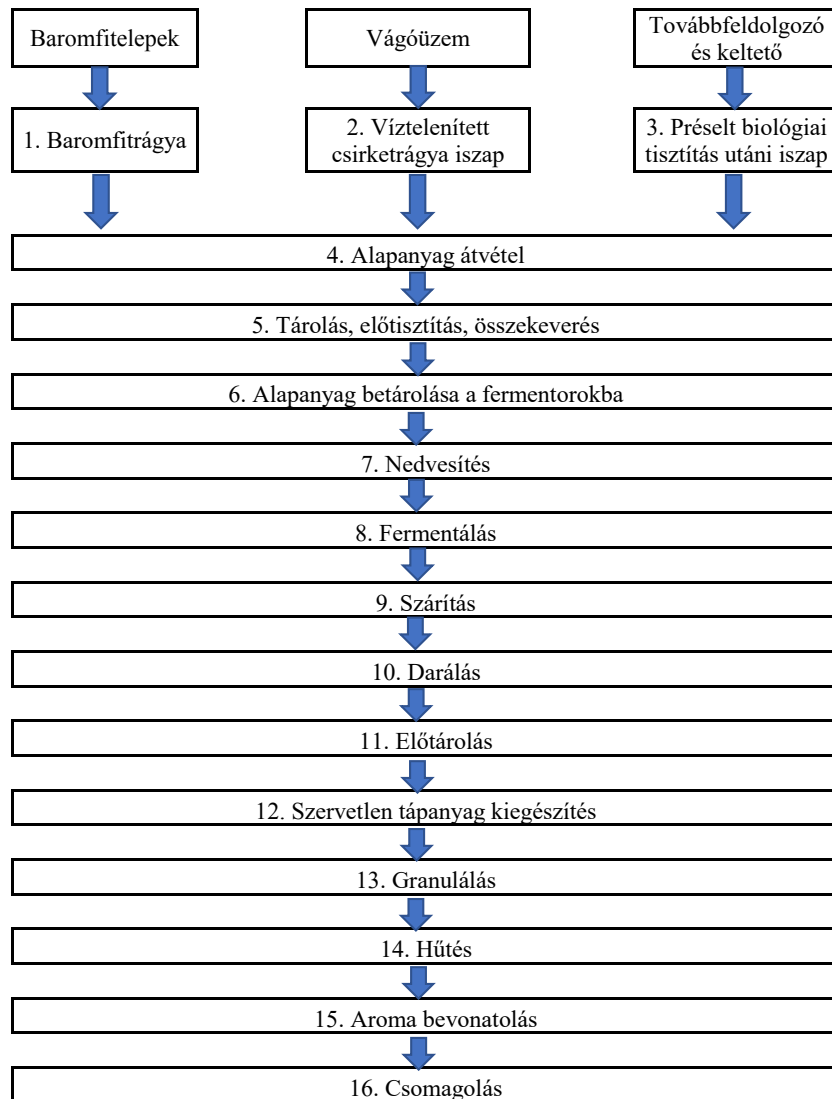 Baromfitelepek
Vágóüzem
Továbbfeldolgozó
és keltető
1. Baromfitrágya
2. Víztelenített
csirketrágya iszap
3. Préselt biológiai
tisztítás utáni iszap
4. Alapanyag átvétel
5. Tárolás, előtisztítás, összekeverés
6. Alapanyag betárolása a fermentorokba
7. Nedvesítés
8. Fermentálás
9. Szárítás
10. Darálás
11. Előtárolás
12. Szervetlen tápanyag kiegészítés
13. Granulálás
14. Hűtés
15. Aroma bevonatolás
16. Csomagolás